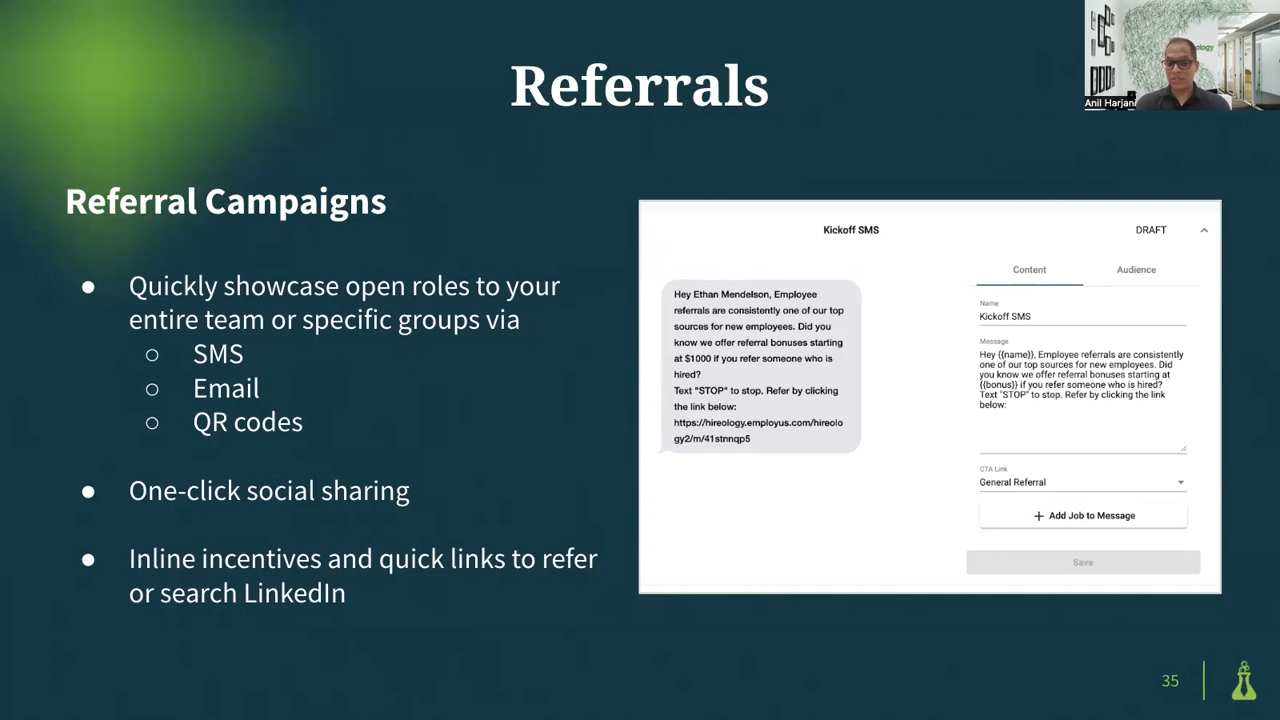 Referrals
ology
Anil Harjani
Referral Campaigns
● Quickly showcase open roles to your
entire team or specific groups via
○ SMS
○ Email
○ QR codes
● One-click social sharing
● Inline incentives and quick links to refer
or search LinkedIn
Kickoff SMS
DRAFT
Hey Ethan Mendelson, Employee
referrals are consistently one of our top
sources for new employees. Did you
know we offer referral bonuses starting
at $1000 if you refer someone who is
hired?
Text "STOP" to stop. Refer by clicking
the link below:
https://hireology.employus.com/hireolo
gy2/m/41stnnqp5
Content
Audience
Name
Kickoff SMS
Message
Hey {{name}}, Employee referrals are consistently
one of our top sources for new employees. Did
you know we offer referral bonuses starting at
{{bonus}} if you refer someone who is hired?
Text "STOP" to stop. Refer by clicking the link
below:
CTA Link
General Referral
+ Add Job to Message
Save
35